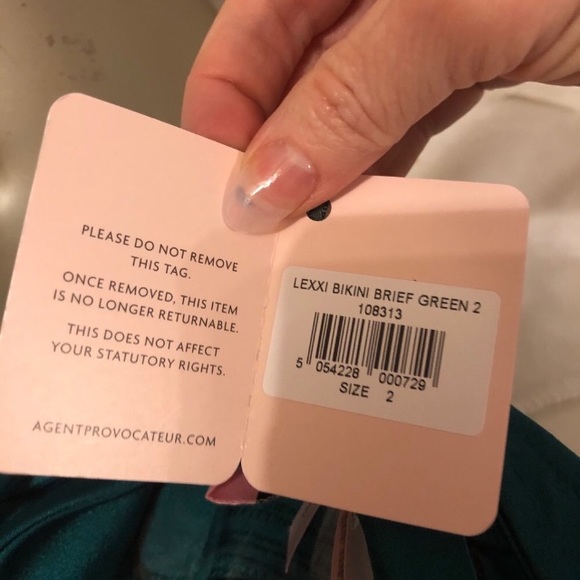 PLEASE DO NOT REMOVE
THIS TAG.
ONCE REMOVED, THIS ITEM
IS NO LONGER RETURNABLE.
THIS DOES NOT AFFECT
YOUR STATUTORY RIGHTS.
AGENTPROVOCATEUR.COM
LEXXI BIKINI BRIEF GREEN 2
108313
5 054228 000729
SIZE 2